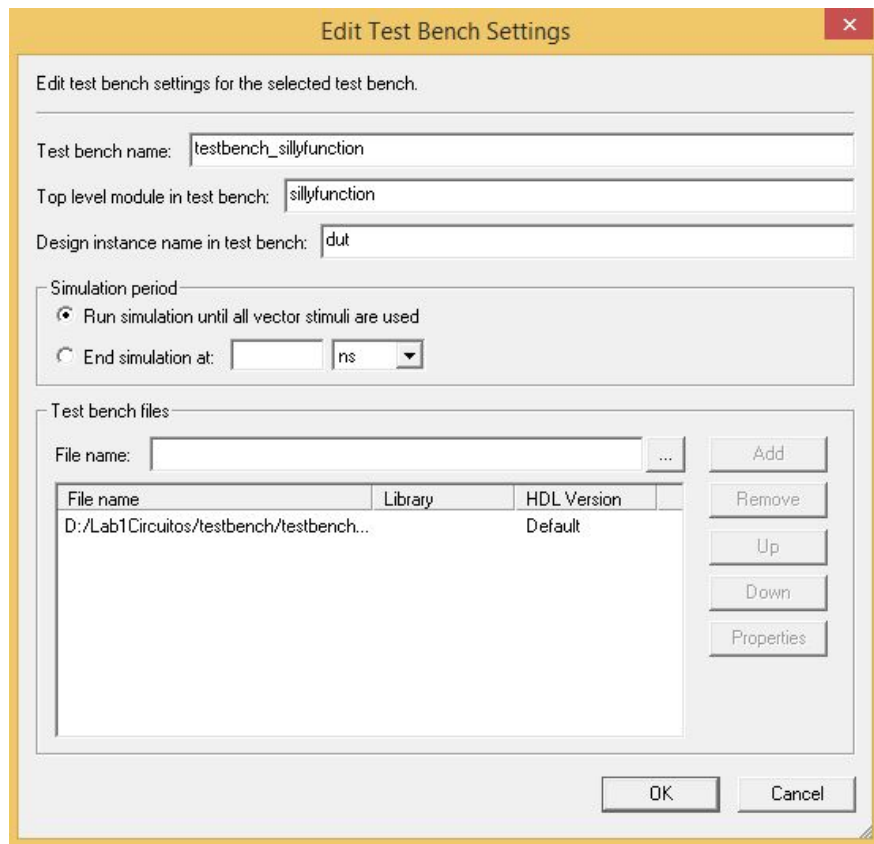 Edit Test Bench Settings
Edit test bench settings for the selected test bench.
Test bench name: testbench_sillyfunction
Top level module in test bench: sillyfunction
Design instance name in test bench: dut
Simulation period
Run simulation until all vector stimuli are used
End simulation at: ns
Test bench files
File name: ... Add
File name Library HDL Version Remove
D:/Lab1Circuitos/testbench/testbench... Default
Up
Down
Properties
OK Cancel